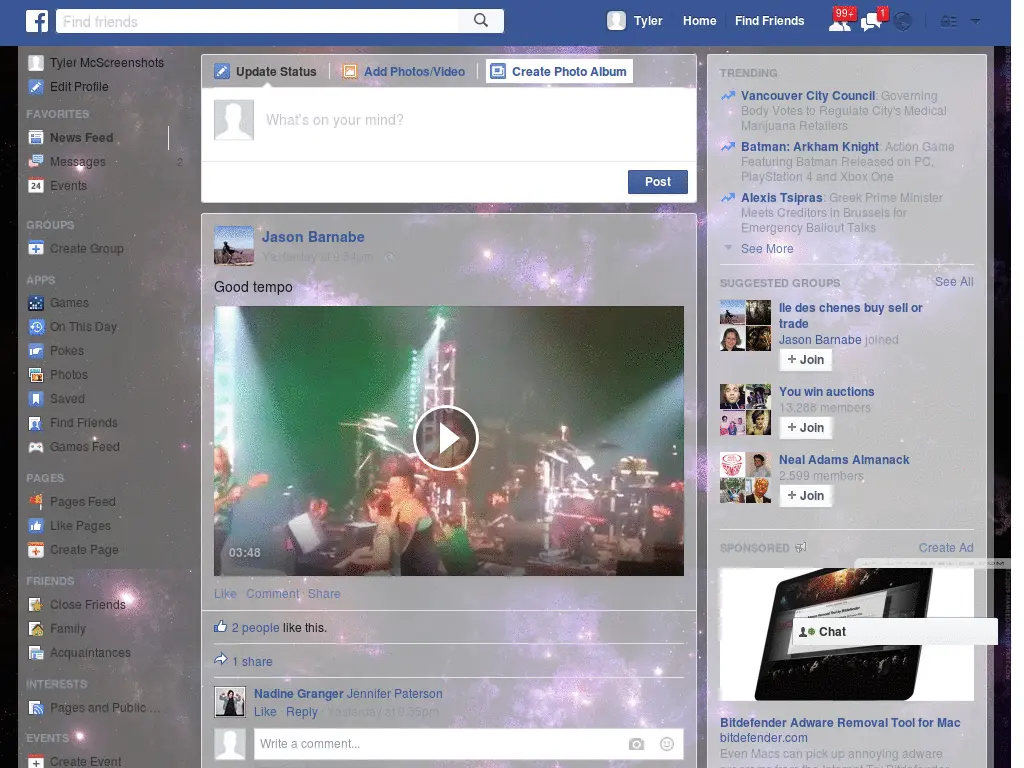 Find friends
Tyler
Home
Find Friends
99+
1
Tyler McScreenshots
Edit Profile
FAVORITES
News Feed
Messages
2
24
Events
GROUPS
Create Group
APPS
Games
On This Day
Pokes
Photos
Saved
Find Friends
Games Feed
PAGES
Pages Feed
Like Pages
Create Page
FRIENDS
Close Friends
Family
Acquaintances
INTERESTS
Pages and Public ...
EVENTS
Create Event
Update Status
Add Photos/Video
Create Photo Album
What's on your mind?
Post
Jason Barnabe
Yesterday at 9:34pm
Good tempo
03:48
Like Comment Share
2 people like this.
1 share
Nadine Granger Jennifer Paterson
Like Reply Yesterday at 9:35pm
Write a comment...
TRENDING
Vancouver City Council: Governing
Body Votes to Regulate City's Medical
Marijuana Retailers
Batman: Arkham Knight: Action Game
Featuring Batman Released on PC,
PlayStation 4 and Xbox One
Alexis Tsipras: Greek Prime Minister
Meets Creditors in Brussels for
Emergency Bailout Talks
See More
SUGGESTED GROUPS
See All
Ile des chenes buy sell or
trade
Jason Barnabe joined
+ Join
You win auctions
13,268 members
+ Join
Neal Adams Almanack
2,599 members
+ Join
SPONSORED
Create Ad
Chat
Bitdefender Adware Removal Tool for Mac
bitdefender.com
Even Macs can pick up annoying adware